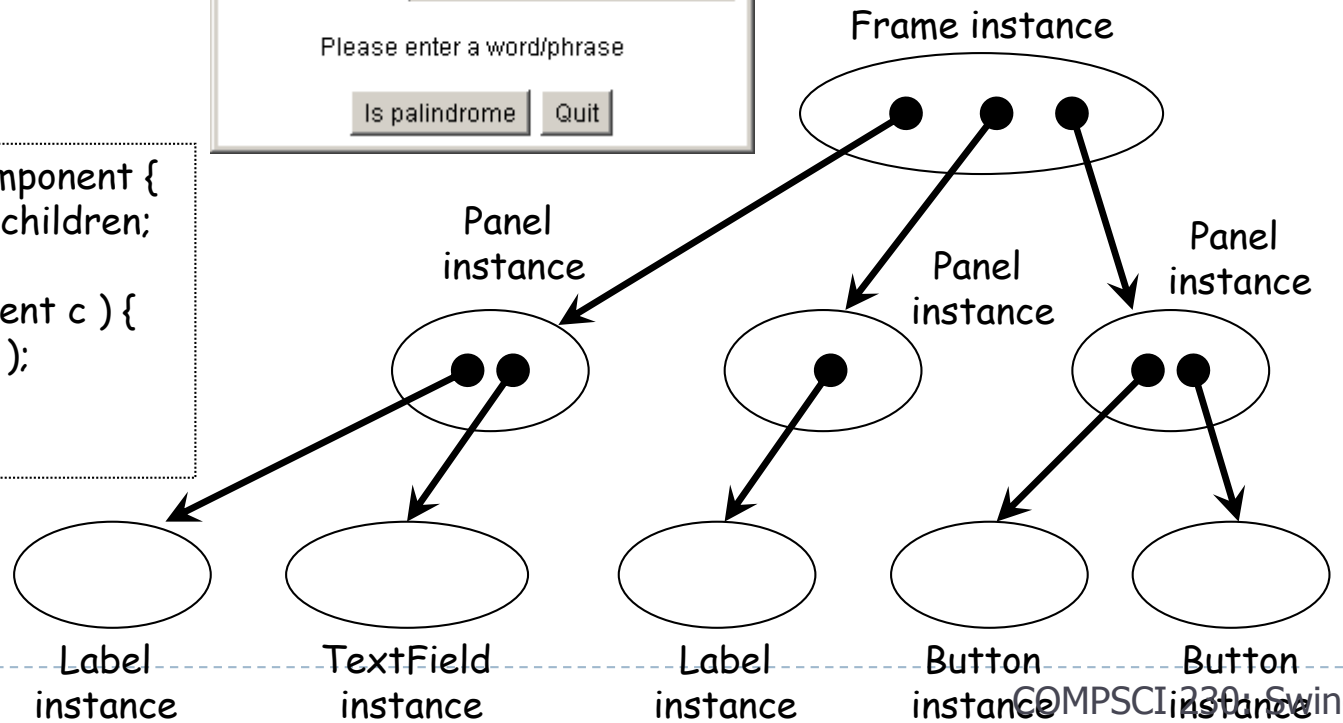 Frame instance
Please enter a word/phrase
Is palindrome Quit
mponent {
children;
ent c ) {
);
Panel
instance
Panel
instance
Panel
instance
Label
instance
TextField
instance
Label
instance
Button
instance
Button
instance
COMPSCI 230: Swin